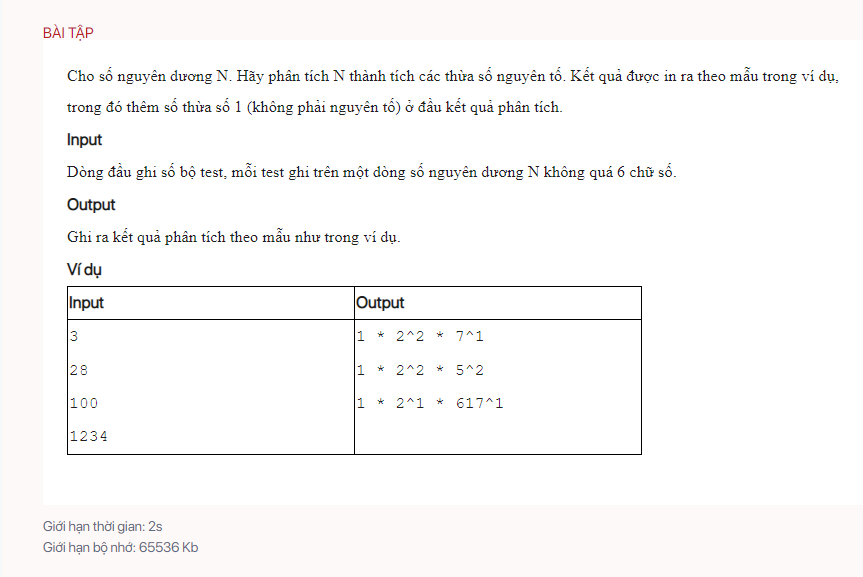 BÀI TẬP
Cho số nguyên dương N. Hãy phân tích N thành tích các thừa số nguyên tố. Kết quả được in ra theo mẫu trong ví dụ,
trong đó thêm số thừa số 1 (không phải nguyên tố) ở đầu kết quả phân tích.
Input
Dòng đầu ghi số bộ test, mỗi test ghi trên một dòng số nguyên dương N không quá 6 chữ số.
Output
Ghi ra kết quả phân tích theo mẫu như trong ví dụ.
Ví dụ
Input Output
3 1 * 2^2 * 7^1
28 1 * 2^2 * 5^2
100 1 * 2^1 * 617^1
1234
Giới hạn thời gian: 2s
Giới hạn bộ nhớ: 65536 Kb